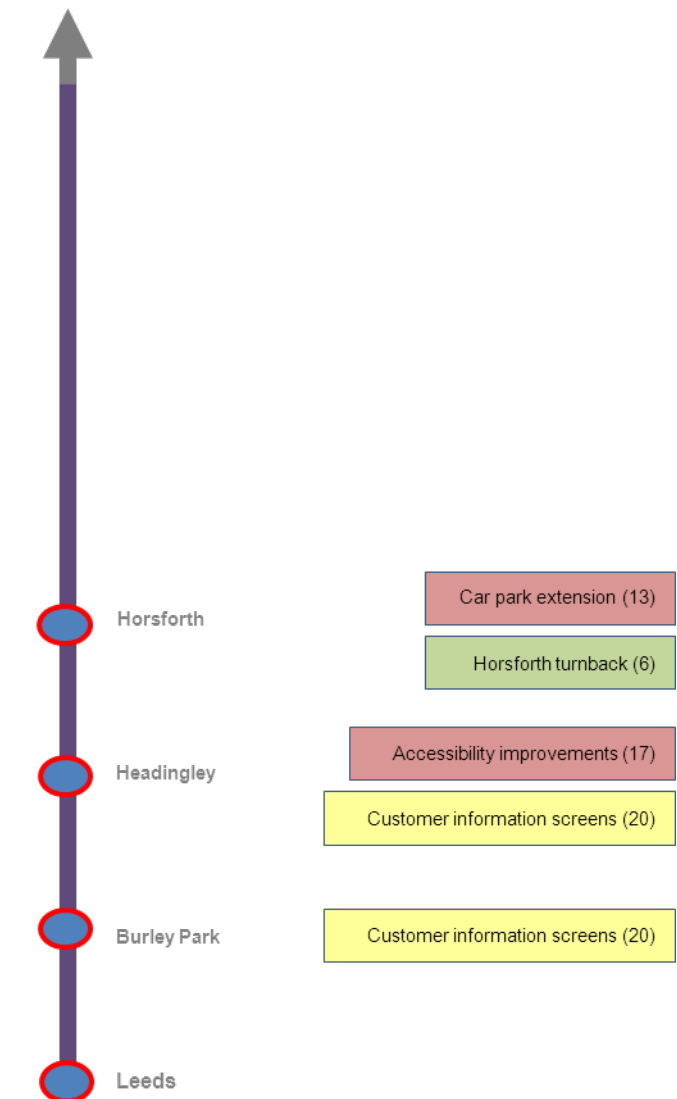 Car park extension (13)
Horsforth
Horsforth turnback (6)
Accessibility improvements (17)
Headingley
Customer information screens (20)
Burley Park
Customer information screens (20)
Leeds